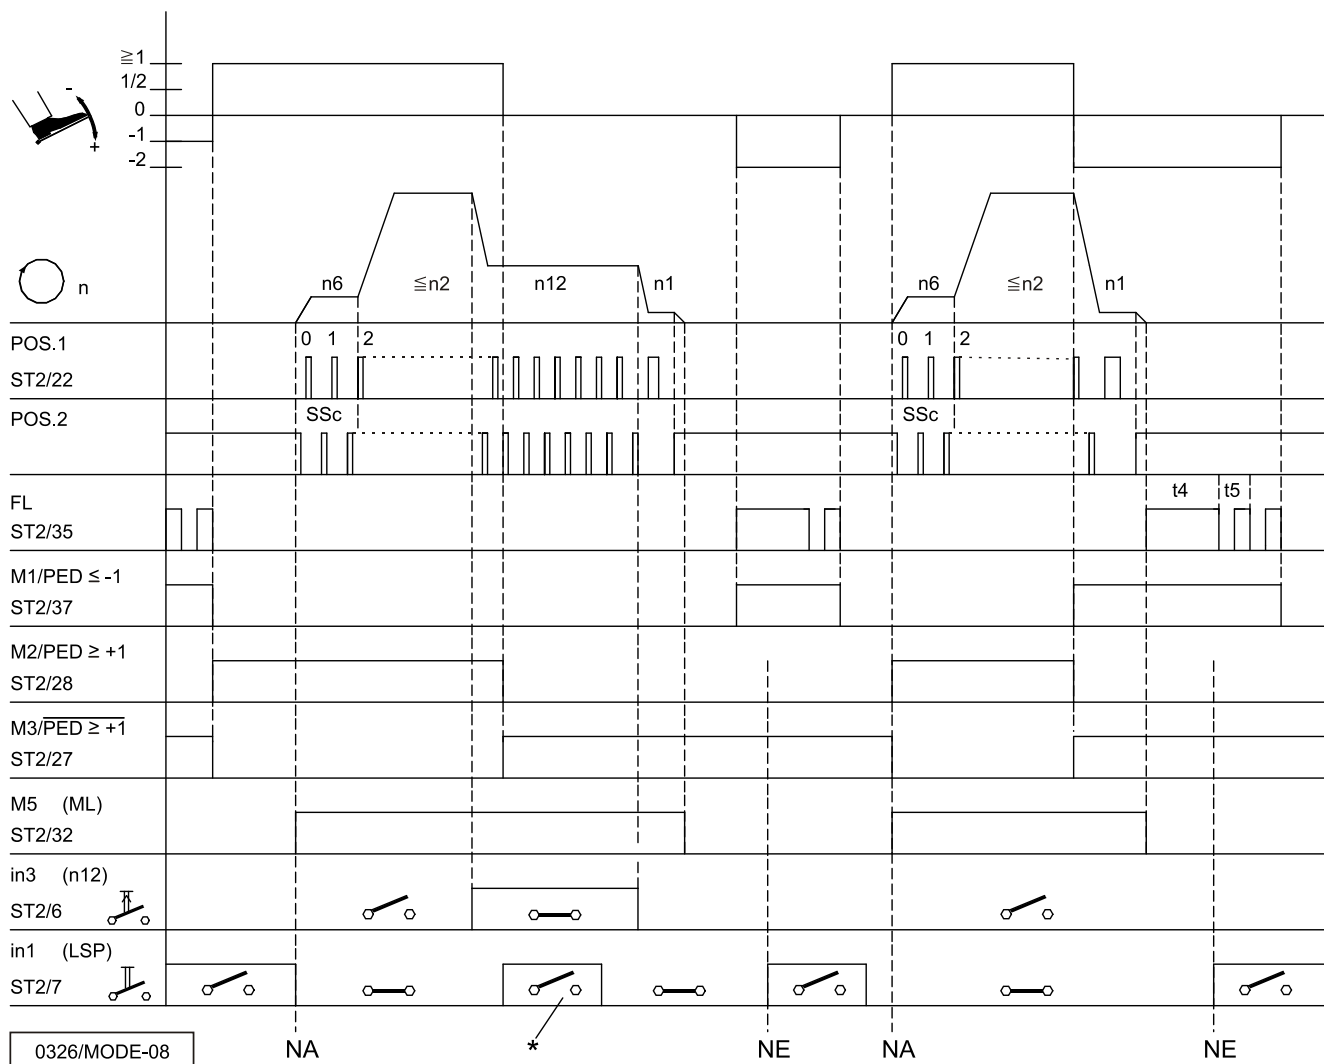 ≧1
1/2
0
-1
-2
-
+
n
n6
≦n2
n12
n1
n6
≦n2
n1
POS.1
ST2/22
0 1 2
0 1 2
POS.2
SSc
SSc
FL
ST2/35
t4
t5
M1/PED ≤ -1
ST2/37
M2/PED ≥ +1
ST2/28
M3/PED ≥ +1
ST2/27
M5 (ML)
ST2/32
in3 (n12)
ST2/6
in1 (LSP)
ST2/7
0326/MODE-08
NA
*
NE
NA
NE